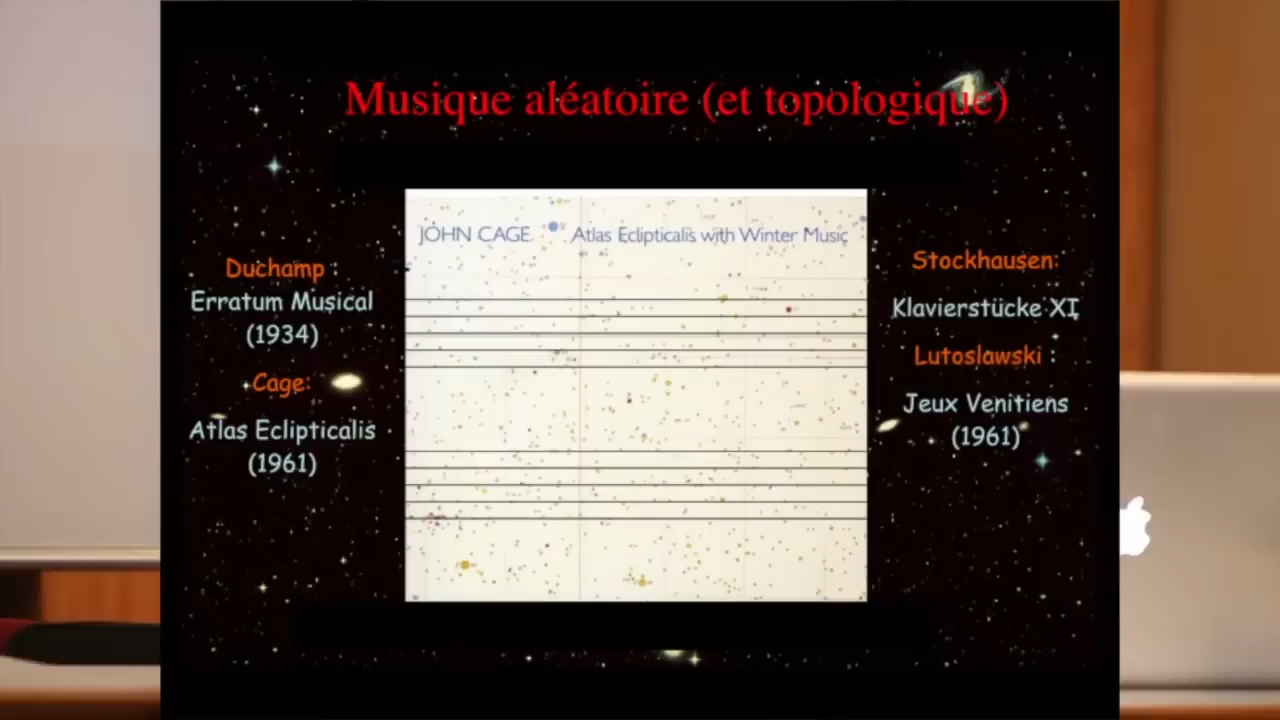 Musique aléatoire (et topologique)
JOHN CAGE Atlas Eclipticalis with Winter Music
Duchamp :
Erratum Musical
(1934)
Cage:
Atlas Eclipticalis
(1961)
Stockhausen:
Klavierstücke XI
Lutoslawski :
Jeux Venitiens
(1961)